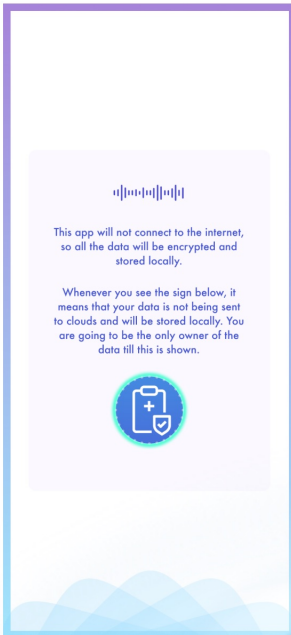 This app will not connect to the internet,
so all the data will be encrypted and
stored locally.
Whenever you see the sign below, it
means that your data is not being sent
to clouds and will be stored locally. You
are going to be the only owner of the
data till this is shown.